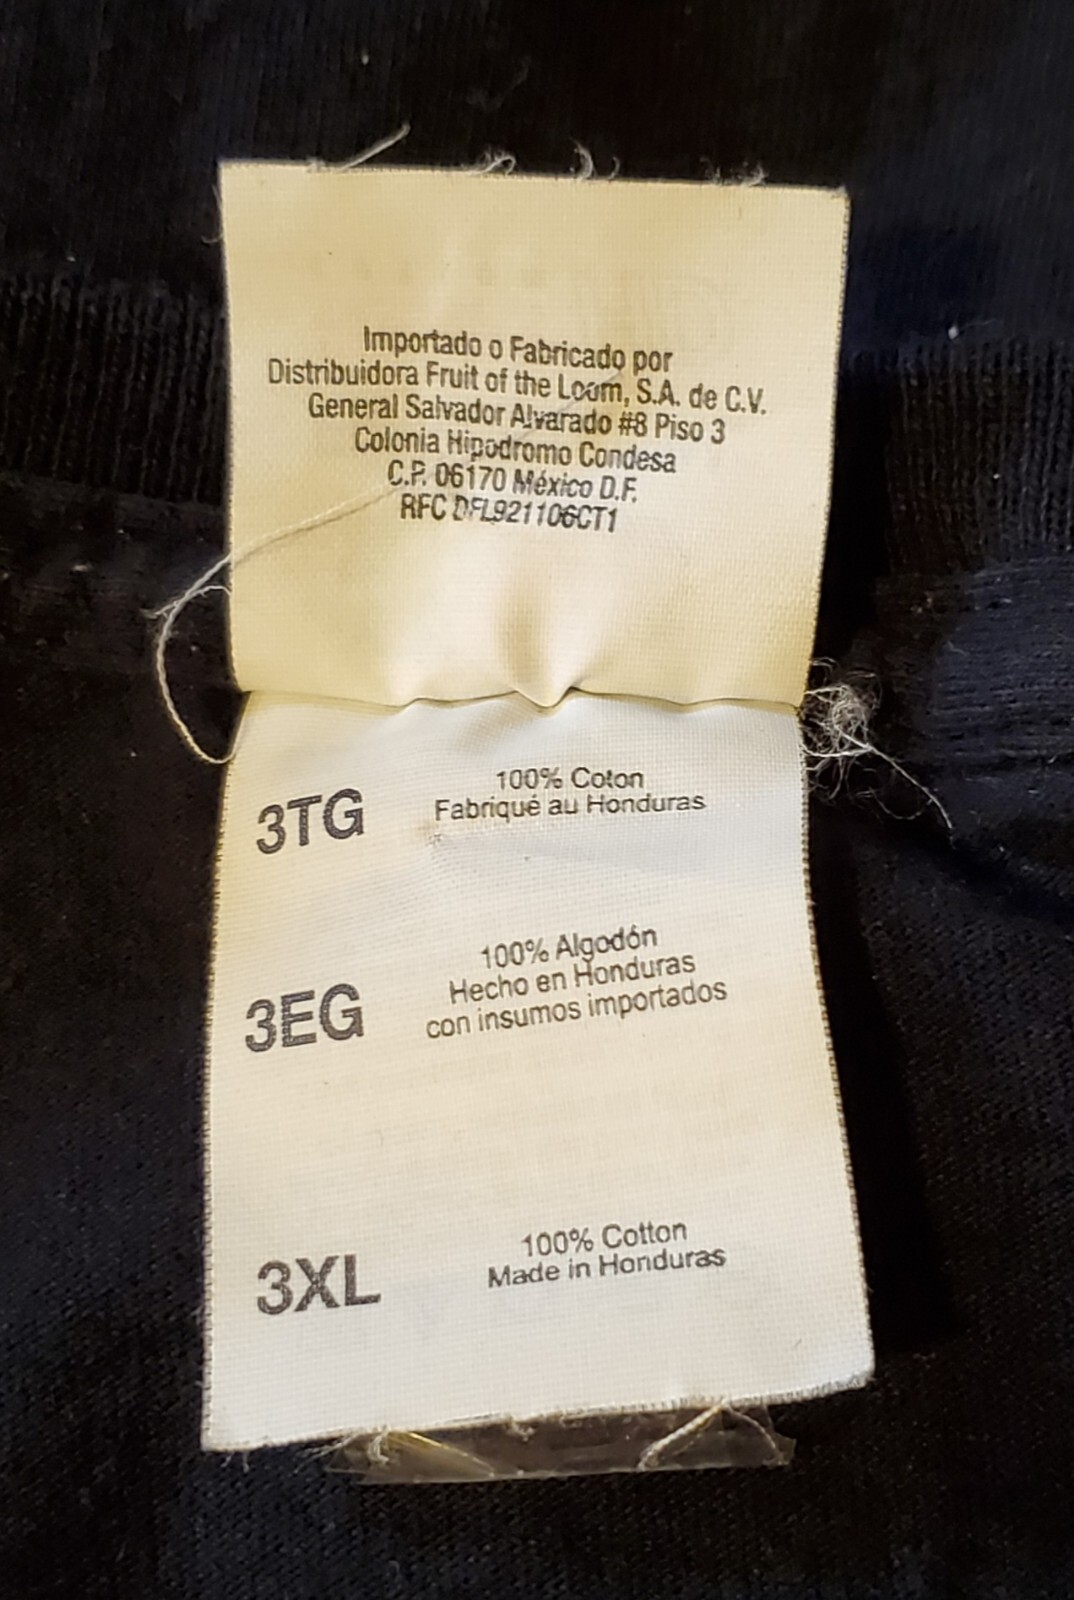 Importado o Fabricado por
Distribuidora Fruit of the Loom, S.A. de C.V.
General Salvador Alvarado #8 Piso 3
Colonia Hipodromo Condesa
C.P. 06170 México D.F.
RFC DFL921106CT1
3TG
100% Coton
Fabriqué au Honduras
3EG
100% Algodón
Hecho en Honduras
con insumos importados
3XL
100% Cotton
Made in Honduras